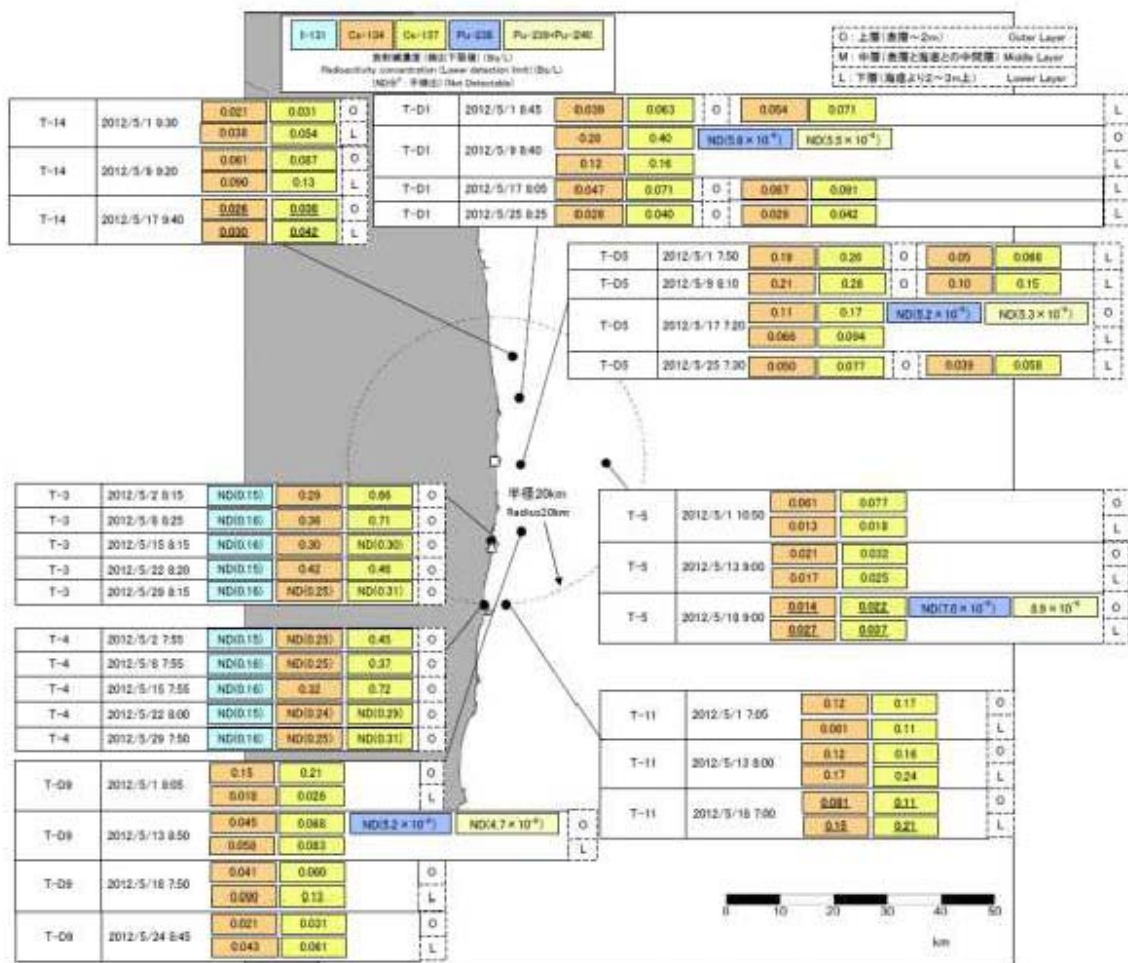 I-131 Cs-134 Cs-137 Pu-238 Pu-239+Pu-240
放射能濃度 (検出下限値) (Bq/L)
Radioactivity concentration (Lower detection limit) (Bq/L)
(Not Detectable)
O : 上層(表層～2m) Outer Layer
M : 中層(表層と海底との中間層) Middle Layer
L : 下層(海底より2～3m上) Lower Layer
T-14 2012/5/1 9:30 0.021 0.031 O
0.038 0.054 L
T-14 2012/5/9 9:20 0.061 0.087 O
0.090 0.13 L
T-14 2012/5/17 9:40 0.026 O
0.030 0.042 L
T-D1 2012/5/1 8:45 0.039 0.063 O 0.054 0.071 L
T-D1 2012/5/9 8:40 0.28 0.40 O
0.12 0.16 L
T-D1 2012/5/17 8:05 0.047 0.071 O 0.067 0.091 L
T-D1 2012/5/25 8:25 0.028 0.040 O 0.029 0.042 L
T-D5 2012/5/1 7:50 0.26 O 0.05 L
T-D5 2012/5/9 8:10 0.21 0.28 O 0.10 0.15 L
T-D5 2012/5/17 7:20 0.11 0.17 O
0.066 0.094 L
T-D5 2012/5/25 7:30 0.050 0.077 O 0.039 0.058 L
半径20km
Radius20km
T-3 2012/5/2 8:15 ND(0.15) 0.29 0.66 O
T-3 2012/5/8 8:25 ND(0.16) 0.36 0.71 O
T-3 2012/5/15 8:15 ND(0.16) 0.30 ND(0.30) O
T-3 2012/5/22 8:20 ND(0.15) 0.42 0.46 O
T-3 2012/5/29 8:15 ND(0.16) ND(0.25) ND(0.31) O
T-5 2012/5/1 10:50 0.061 0.077 O
0.013 0.018 L
T-5 2012/5/13 9:00 0.021 0.032 O
0.017 0.025 L
T-5 2012/5/18 9:00 0.014 0.022 O
0.027 0.037 L
T-4 2012/5/2 7:55 ND(0.15) ND(0.25) 0.45 O
T-4 2012/5/8 7:55 ND(0.16) ND(0.25) 0.37 O
T-4 2012/5/15 7:55 ND(0.16) 0.32 0.72 O
T-4 2012/5/22 8:00 ND(0.15) ND(0.24) ND(0.29) O
T-4 2012/5/29 7:50 ND(0.16) ND(0.25) ND(0.31) O
T-11 2012/5/1 7:05 0.12 0.17 O
0.11 L
T-11 2012/5/13 8:00 0.12 0.16 O
0.17 0.24 L
T-11 2012/5/18 7:00 0.081 0.11 O
0.15 0.21 L
T-D9 2012/5/1 8:05 0.15 0.21 O
0.018 0.026 L
T-D9 2012/5/13 8:50 0.045 0.068 O
0.058 0.083 L
T-D9 2012/5/18 7:50 0.041 0.060 O
0.090 0.13 L
T-D9 2012/5/24 8:45 0.021 0.031 O
0.043 0.061 L
0 10 20 30 40 50
km